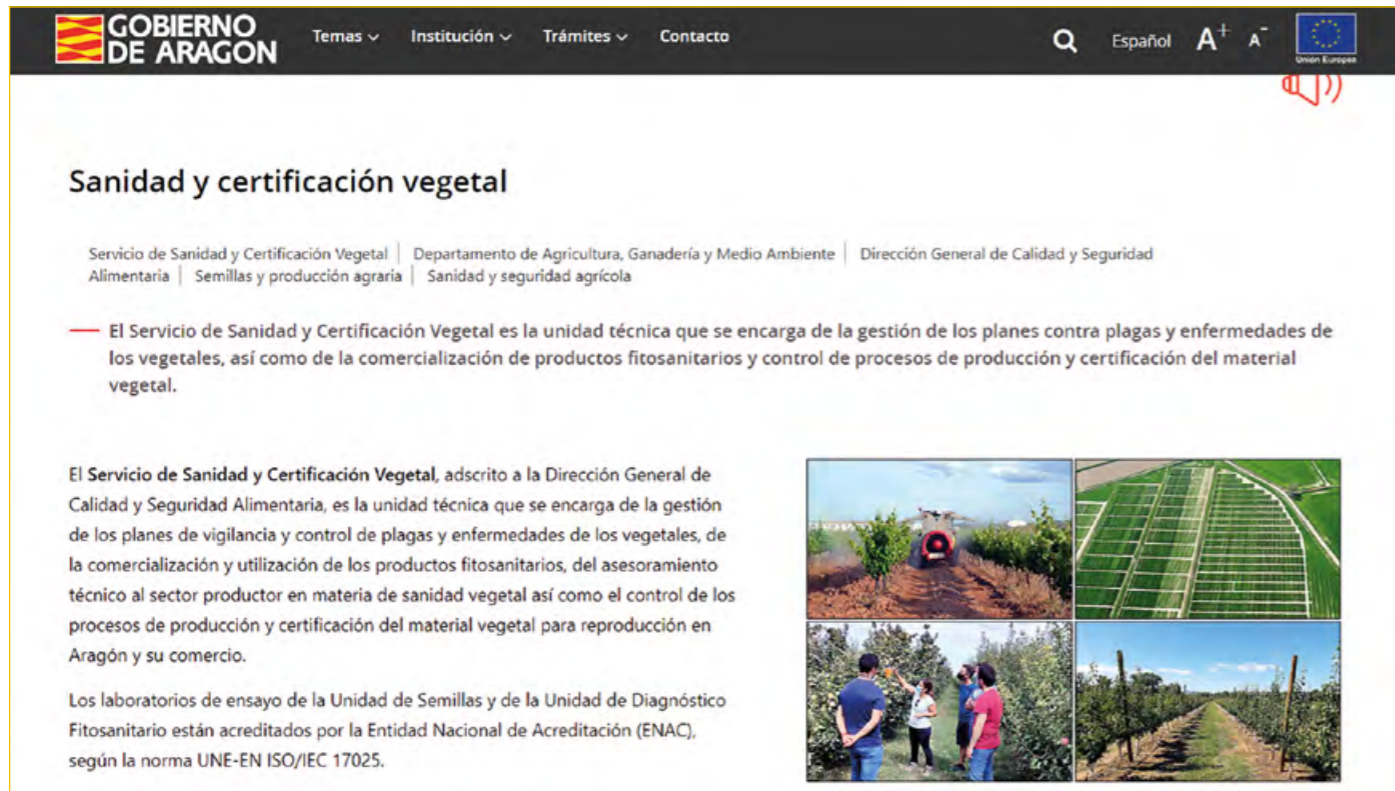 GOBIERNO
DE ARAGON
Temas Institución Trámites Contacto
Español A+ A-
Union Europea
Sanidad y certificación vegetal
Servicio de Sanidad y Certificación Vegetal | Departamento de Agricultura, Ganadería y Medio Ambiente | Dirección General de Calidad y Seguridad
Alimentaria | Semillas y producción agraria | Sanidad y seguridad agrícola
El Servicio de Sanidad y Certificación Vegetal es la unidad técnica que se encarga de la gestión de los planes contra plagas y enfermedades de
los vegetales, así como de la comercialización de productos fitosanitarios y control de procesos de producción y certificación del material
vegetal.
El Servicio de Sanidad y Certificación Vegetal, adscrito a la Dirección General de
Calidad y Seguridad Alimentaria, es la unidad técnica que se encarga de la gestión
de los planes de vigilancia y control de plagas y enfermedades de los vegetales, de
la comercialización y utilización de los productos fitosanitarios, del asesoramiento
técnico al sector productor en materia de sanidad vegetal así como el control de los
procesos de producción y certificación del material vegetal para reproducción en
Aragón y su comercio.
Los laboratorios de ensayo de la Unidad de Semillas y de la Unidad de Diagnóstico
Fitosanitario están acreditados por la Entidad Nacional de Acreditación (ENAC),
según la norma UNE-EN ISO/IEC 17025.